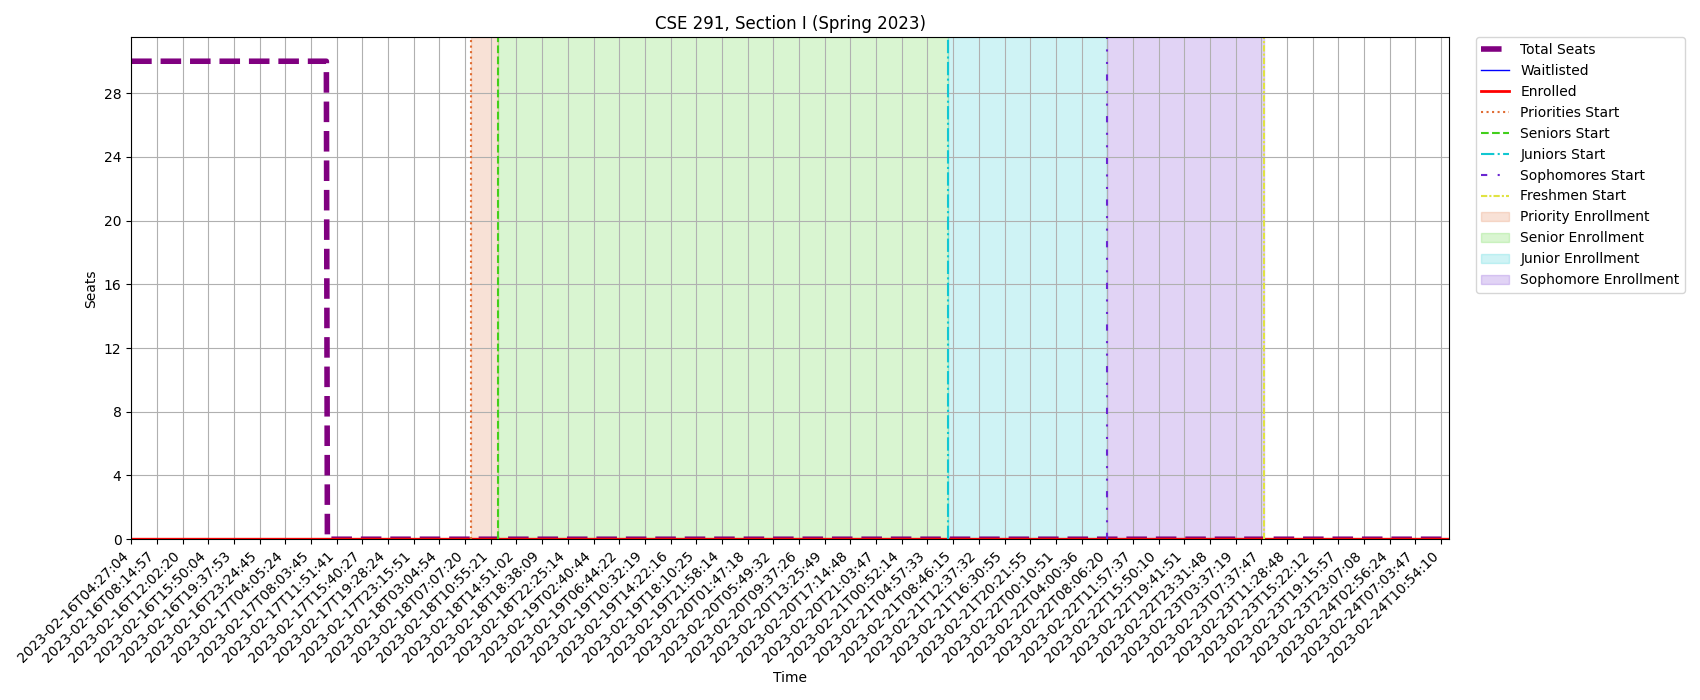 CSE 291, Section I (Spring 2023)
Seats
28
24
20
16
12
8
4
0
2023-02-16T04:27:04
2023-02-16T08:14:57
2023-02-16T12:02:20
2023-02-16T15:50:04
2023-02-16T19:37:53
2023-02-16T23:24:45
2023-02-17T04:05:24
2023-02-17T08:03:45
2023-02-17T11:51:41
2023-02-17T15:40:27
2023-02-17T19:28:24
2023-02-17T23:15:51
2023-02-18T03:04:54
2023-02-18T07:07:20
2023-02-18T10:55:21
2023-02-18T14:51:02
2023-02-18T18:38:09
2023-02-18T22:25:14
2023-02-19T02:40:44
2023-02-19T06:44:22
2023-02-19T10:32:19
2023-02-19T14:22:16
2023-02-19T18:10:25
2023-02-19T21:58:14
2023-02-20T01:47:18
2023-02-20T05:49:32
2023-02-20T09:37:26
2023-02-20T13:25:49
2023-02-20T17:14:48
2023-02-20T21:03:47
2023-02-21T00:52:14
2023-02-21T04:57:33
2023-02-21T08:46:15
2023-02-21T12:37:32
2023-02-21T16:30:55
2023-02-21T20:21:55
2023-02-22T00:10:51
2023-02-22T04:00:36
2023-02-22T08:06:20
2023-02-22T11:57:37
2023-02-22T15:50:10
2023-02-22T19:41:51
2023-02-22T23:31:48
2023-02-23T03:37:19
2023-02-23T07:37:47
2023-02-23T11:28:48
2023-02-23T15:22:12
2023-02-23T19:15:57
2023-02-23T23:07:08
2023-02-24T02:56:24
2023-02-24T07:03:47
2023-02-24T10:54:10
Time
Total Seats
Waitlisted
Enrolled
Priorities Start
Seniors Start
Juniors Start
Sophomores Start
Freshmen Start
Priority Enrollment
Senior Enrollment
Junior Enrollment
Sophomore Enrollment